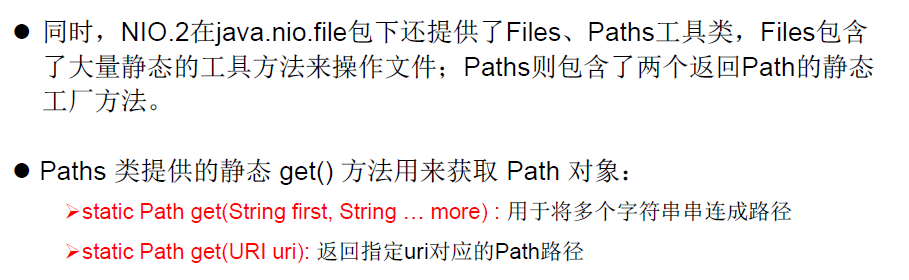 ● 同时，NIO.2在java.nio.file包下还提供了Files、Paths工具类，Files包含
了大量静态的工具方法来操作文件；Paths则包含了两个返回Path的静态
工厂方法。
● Paths 类提供的静态 get() 方法用来获取 Path 对象：
➢static Path get(String first, String … more) : 用于将多个字符串串连成路径
➢static Path get(URI uri): 返回指定uri对应的Path路径